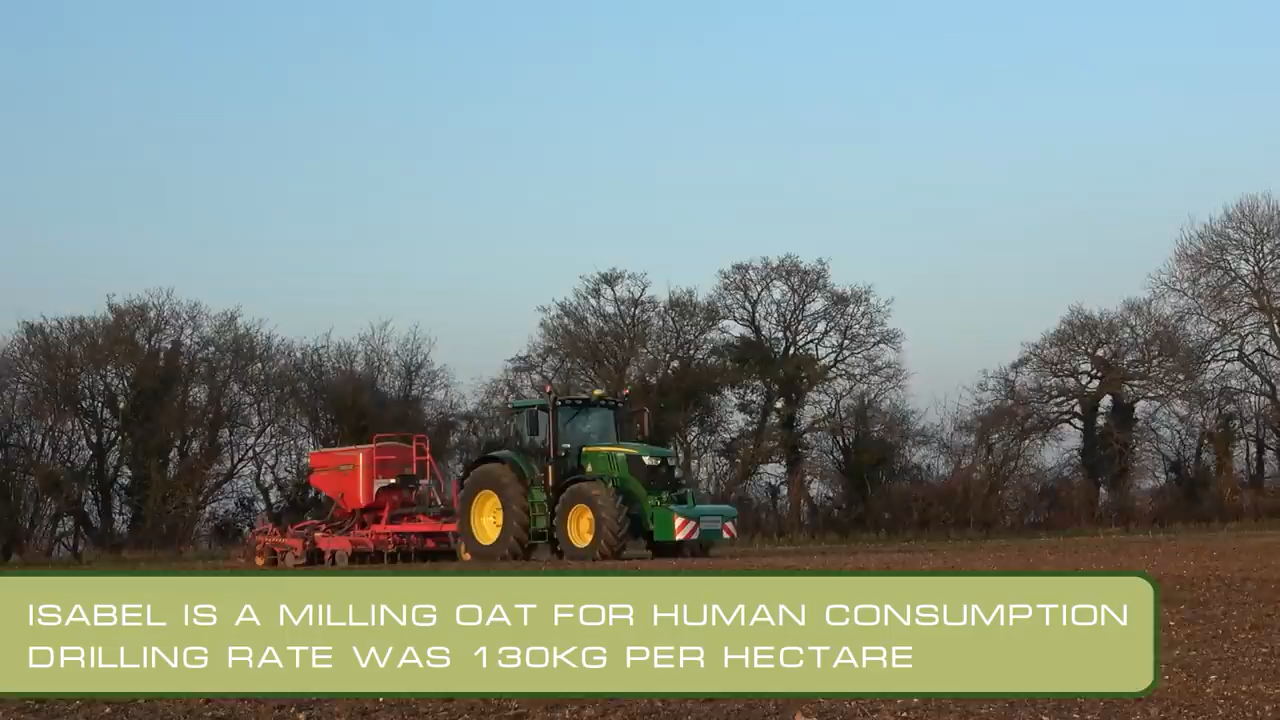 ISABEL IS A MILLING OAT FOR HUMAN CONSUMPTION
DRILLING RATE WAS 130KG PER HECTARE